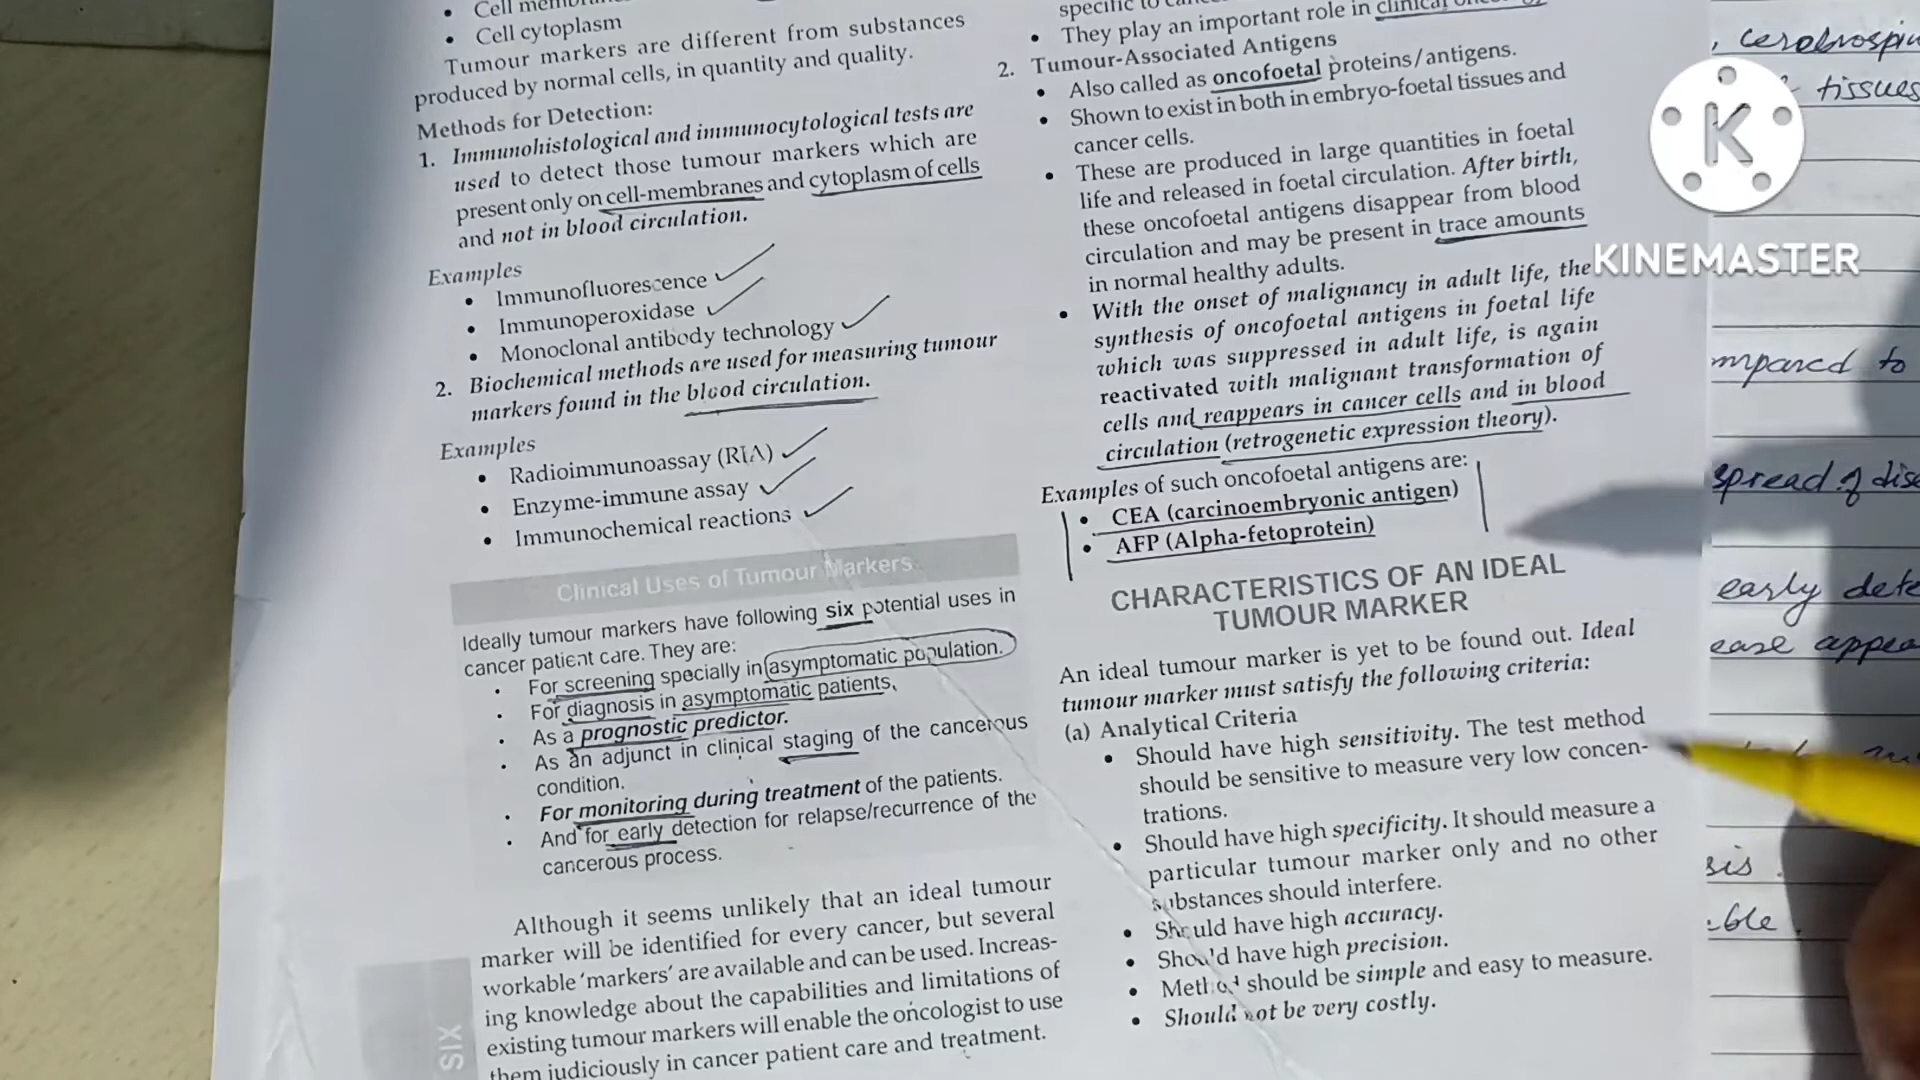 • Cell
• Cell cytoplasm
Tumour markers are different from substances
produced by normal cells, in quantity and quality.
Methods for Detection:
1. Immunohistological and immunocytological tests are
used to detect those tumour markers which are
present only on cell-membranes and cytoplasm of cells
and not in blood circulation.
Examples
• Immunofluorescence
• Immunoperoxidase
• Monoclonal antibody technology
2. Biochemical methods are used for measuring tumour
markers found in the blood circulation.
Examples
• Radioimmunoassay (RIA)
• Enzyme-immune assay
• Immunochemical reactions
Clinical Uses of Tumour Markers
Ideally tumour markers have following six potential uses in
cancer patient care. They are:
• For screening specially in asymptomatic population.
• For diagnosis in asymptomatic patients,
• As a prognostic predictor.
• As an adjunct in clinical staging of the cancerous
condition.
• For monitoring during treatment of the patients.
• And for early detection for relapse/recurrence of the
cancerous process.
Although it seems unlikely that an ideal tumour
marker will be identified for every cancer, but several
workable 'markers' are available and can be used. Increas-
ing knowledge about the capabilities and limitations of
existing tumour markers will enable the oncologist to use
them judiciously in cancer patient care and treatment.
SIX
specific to
• They play an important role in clinical
2. Tumour-Associated Antigens
• Also called as oncofoetal proteins/antigens.
• Shown to exist in both in embryo-foetal tissues and
cancer cells.
• These are produced in large quantities in foetal
life and released in foetal circulation. After birth,
these oncofoetal antigens disappear from blood
circulation and may be present in trace amounts
in normal healthy adults.
• With the onset of malignancy in adult life, the
synthesis of oncofoetal antigens in foetal life
which was suppressed in adult life, is again
reactivated with malignant transformation of
cells and reappears in cancer cells and in blood
circulation (retrogenetic expression theory).
Examples of such oncofoetal antigens are:
• CEA (carcinoembryonic antigen)
• AFP (Alpha-fetoprotein)
CHARACTERISTICS OF AN IDEAL
TUMOUR MARKER
An ideal tumour marker is yet to be found out. Ideal
tumour marker must satisfy the following criteria:
(a) Analytical Criteria
• Should have high sensitivity. The test method
should be sensitive to measure very low concen-
trations.
• Should have high specificity. It should measure a
particular tumour marker only and no other
substances should interfere.
• Should have high accuracy.
• Should have high precision.
• Method should be simple and easy to measure.
• Should not be very costly.
, cerebrospin
tissues
K
KINEMASTER
mpared to
spread of dise
early dete
ease appea
sis.
ble